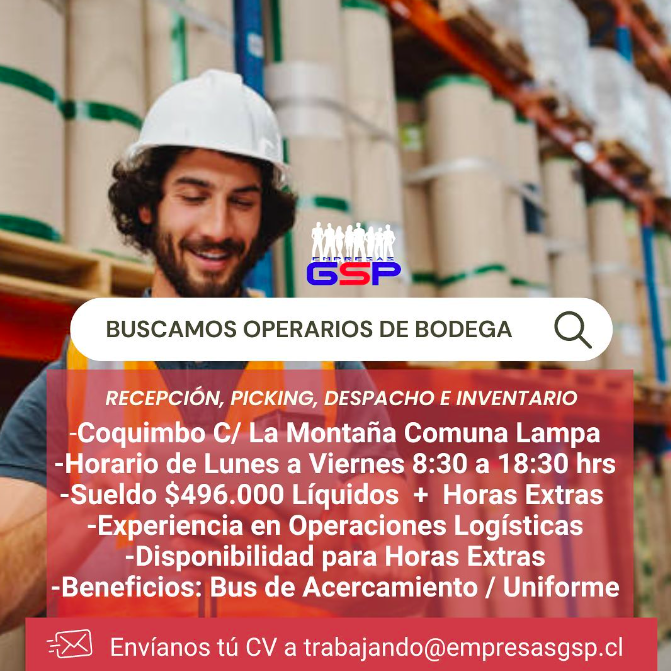 EMPRESAS
GSP
BUSCAMOS OPERARIOS DE BODEGA
RECEPCIÓN, PICKING, DESPACHO E INVENTARIO
-Coquimbo C/ La Montaña Comuna Lampa
-Horario de Lunes a Viernes 8:30 a 18:30 hrs
-Sueldo $496.000 Líquidos + Horas Extras
-Experiencia en Operaciones Logísticas
-Disponibilidad para Horas Extras
-Beneficios: Bus de Acercamiento / Uniforme
Envíanos tú CV a trabajando@empresasgsp.cl